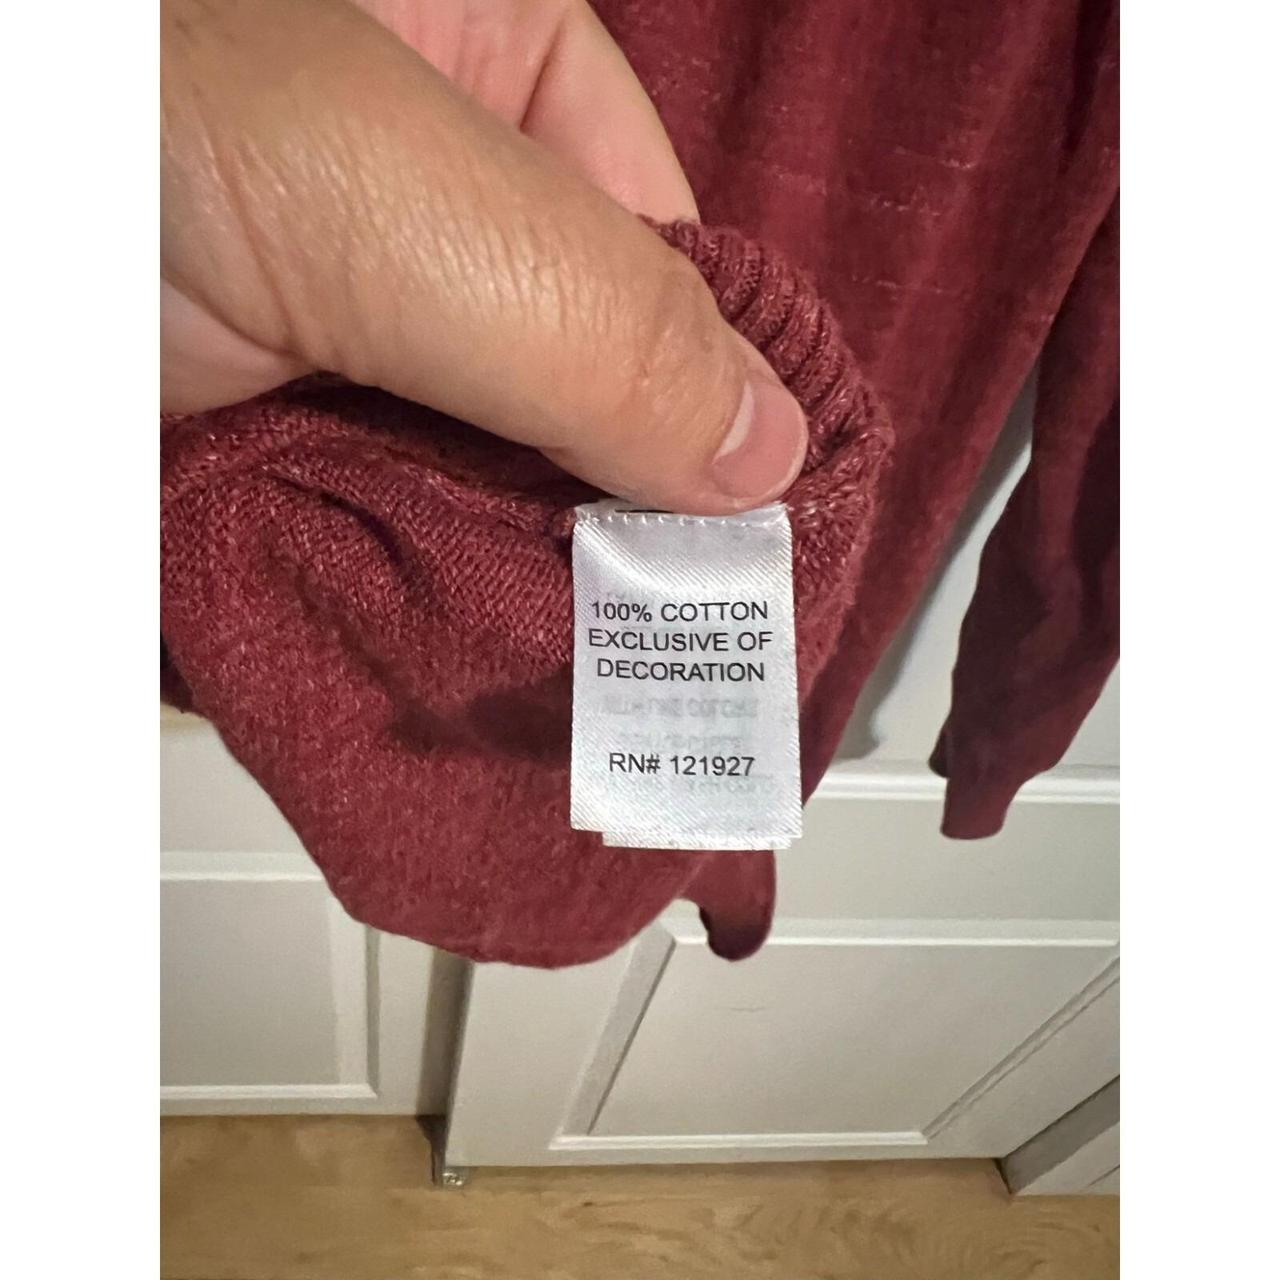 100% COTTON
EXCLUSIVE OF
DECORATION
RN# 121927